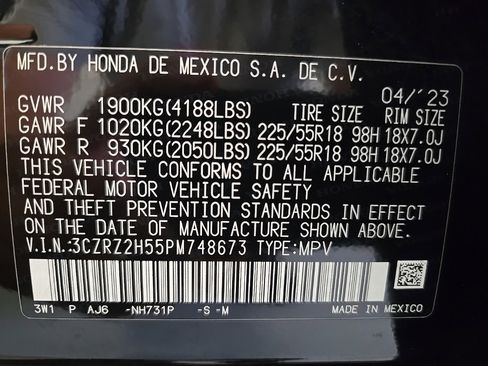 MFD.BY HONDA DE MEXICO S.A. DE C.V.
04/'23
GVWR 1900KG(4188LBS) TIRE SIZE RIM SIZE
GAWR F 1020KG(2248LBS) 225/55R18 98H 18X7.0J
GAWR R 930KG(2050LBS) 225/55R18 98H 18X7.0J
THIS VEHICLE CONFORMS TO ALL APPLICABLE
FEDERAL MOTOR VEHICLE SAFETY, BUMPER,
AND THEFT PREVENTION STANDARDS IN EFFECT
ON THE DATE OF MANUFACTURE SHOWN ABOVE.
V.I.N.:3CZRZ2H55PM748673 TYPE:MPV
3W1 P AJ6 -NH731P -S -M
MADE IN MEXICO